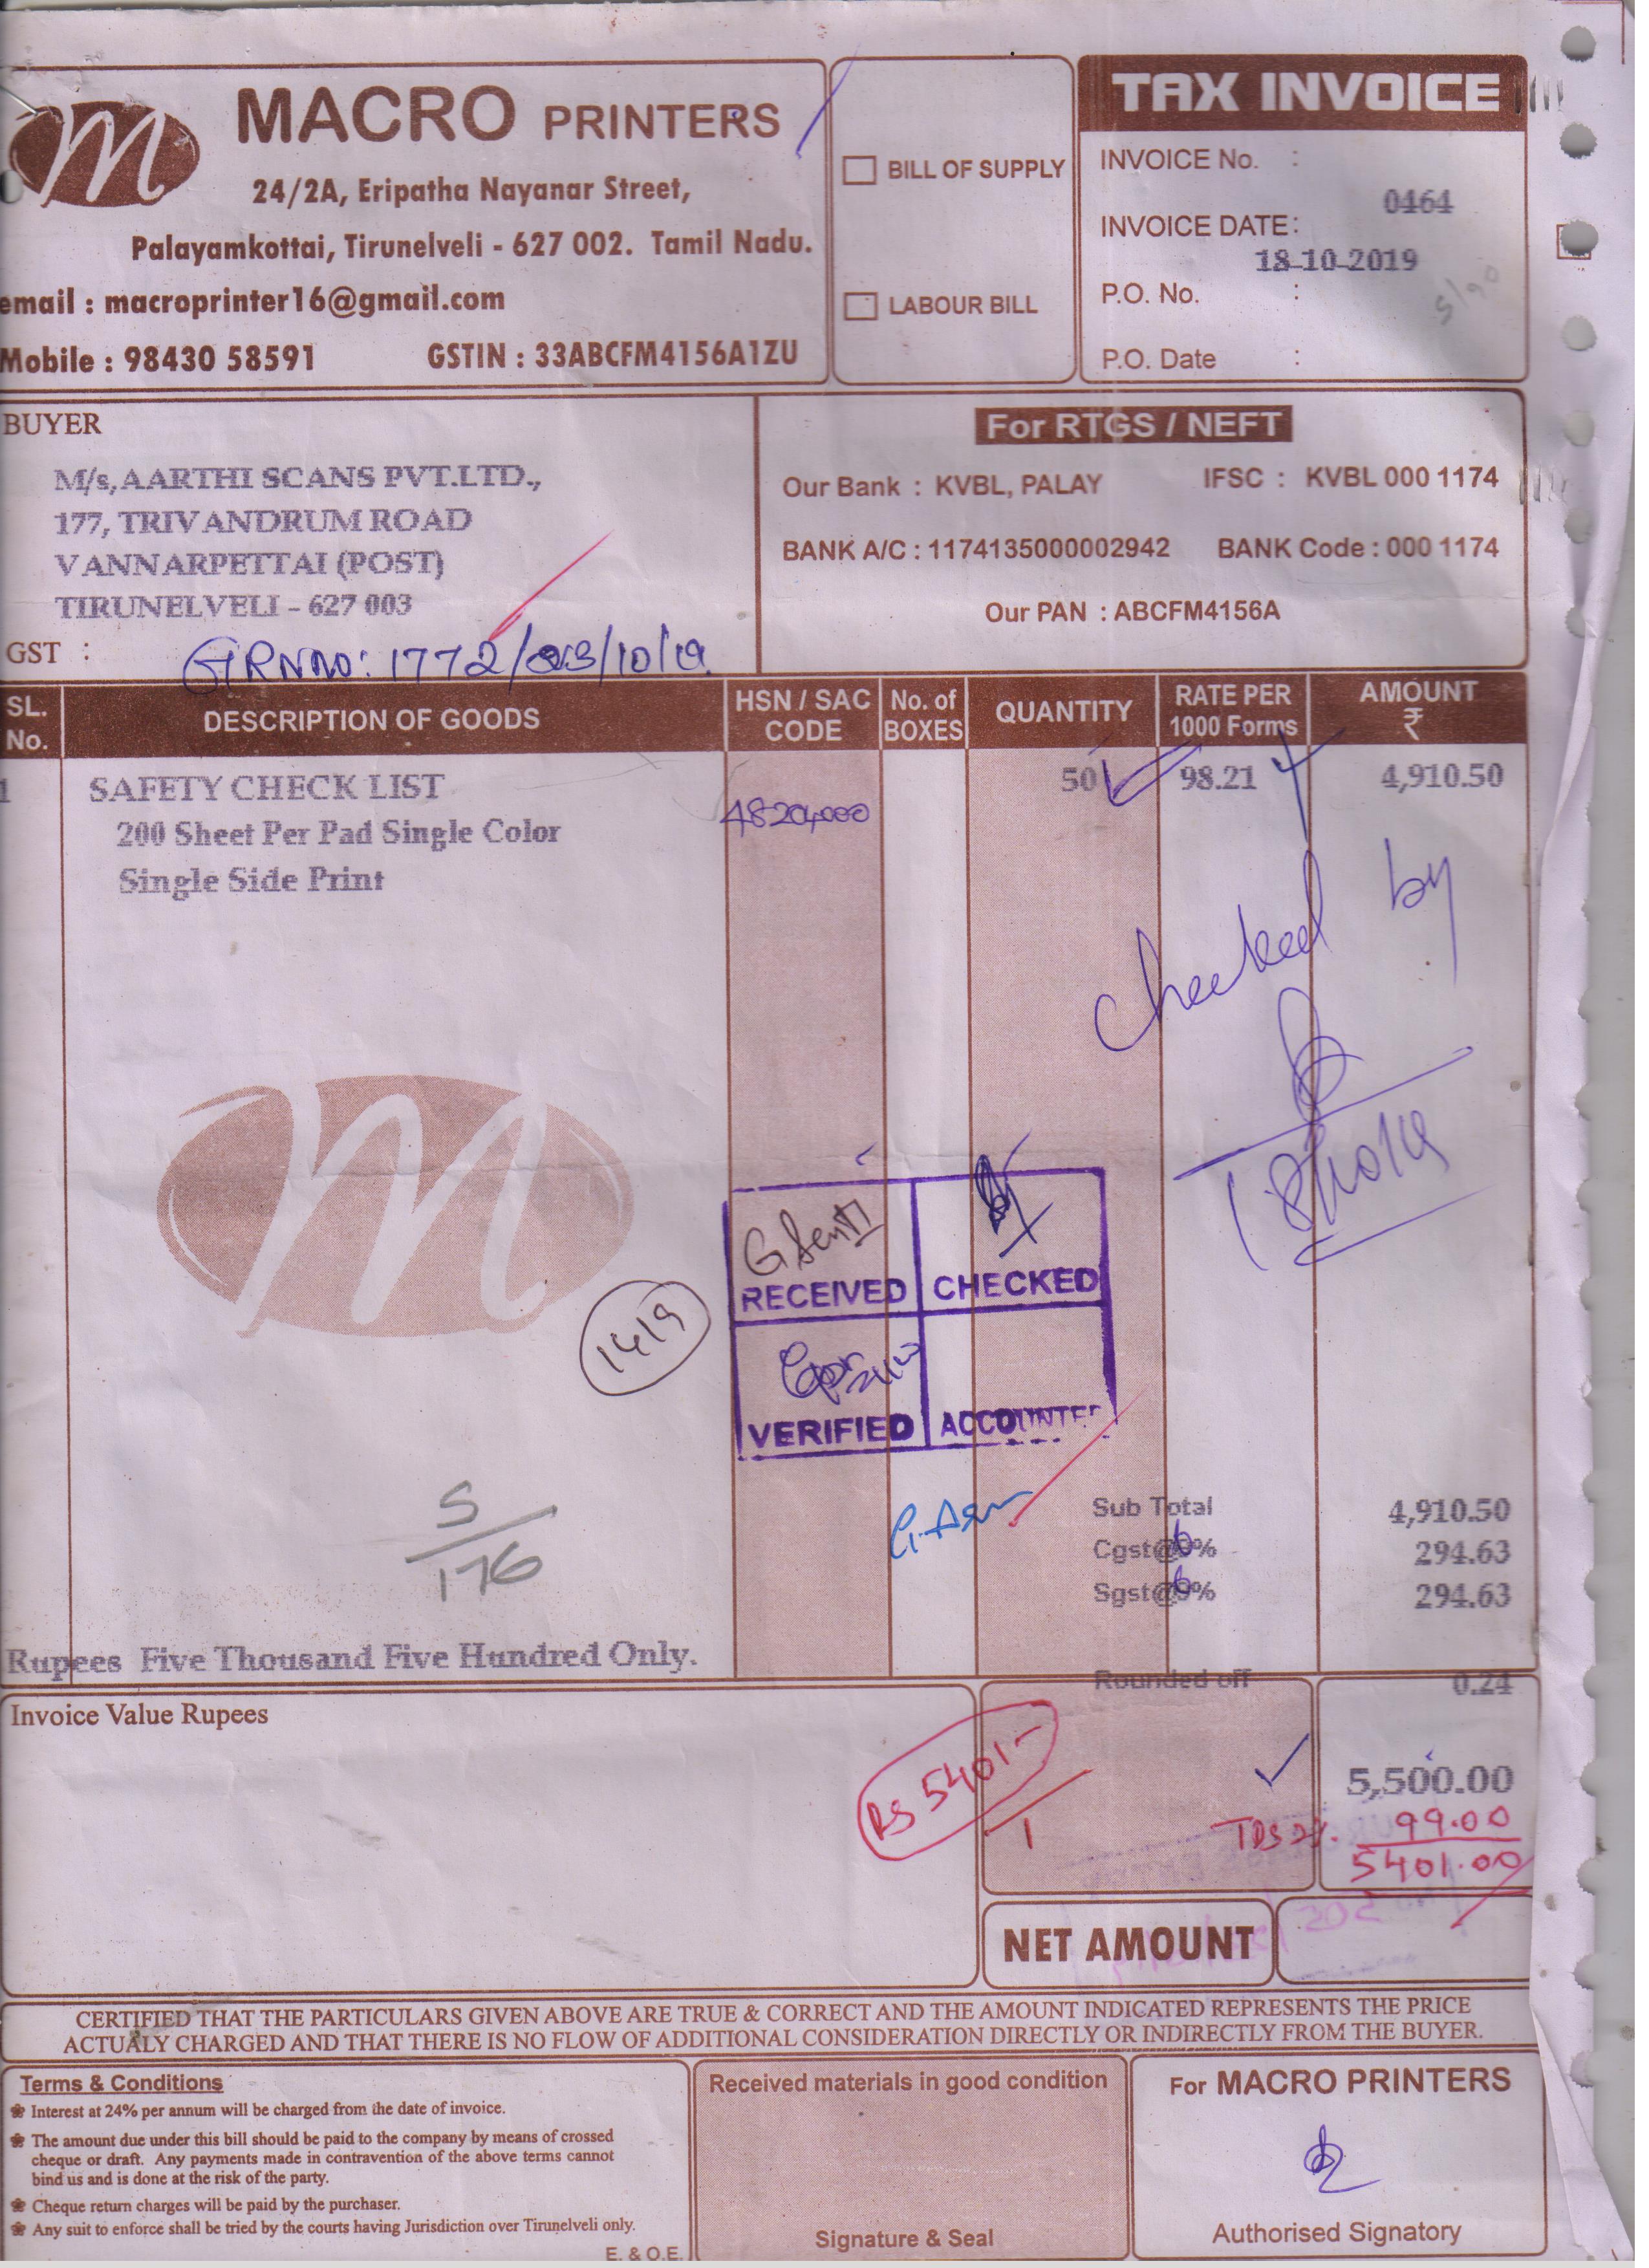 MACRO PRINTERS
24/2A, Eripatha Nayanar Street,
Palayamkottai, Tirunelveli - 627 002. Tamil Nadu.
email : macroprinter16@gmail.com
Mobile : 98430 58591 GSTIN : 33ABCFM4156A1ZU
BILL OF SUPPLY
LABOUR BILL
TAX INVOICE
INVOICE No. :
0464
INVOICE DATE:
18-10-2019
P.O. No. :
P.O. Date :
BUYER
M/s,AARTHI SCANS PVT.LTD.,
177, TRIVANDRUM ROAD
VANNARPETTAI (POST)
TIRUNELVELI - 627 003
GST :
GRN NO: 1772/
/10/19
For RTGS / NEFT
Our Bank : KVBL, PALAY IFSC : KVBL 000 1174
BANK A/C : 1174135000002942 BANK Code : 000 1174
Our PAN : ABCFM4156A
SL. No. DESCRIPTION OF GOODS HSN / SAC CODE No. of BOXES QUANTITY RATE PER 1000 Forms AMOUNT ₹
1 SAFETY CHECK LIST 50 98.21 4,910.50
200 Sheet Per Pad Single Color
Single Side Print
checked by
18/10/19
RECEIVED CHECKED
1419
VERIFIED ACCOUNTED
S
176
Sub Total 4,910.50
Cgst@6% 294.63
Sgst@6% 294.63
Rupees Five Thousand Five Hundred Only.
Rounded off 0.24
Invoice Value Rupees
Rs 5401-
5,500.00
TDS 2%. 99.00
5401.00
NET AMOUNT
CERTIFIED THAT THE PARTICULARS GIVEN ABOVE ARE TRUE & CORRECT AND THE AMOUNT INDICATED REPRESENTS THE PRICE
ACTUALY CHARGED AND THAT THERE IS NO FLOW OF ADDITIONAL CONSIDERATION DIRECTLY OR INDIRECTLY FROM THE BUYER.
Terms & Conditions
Interest at 24% per annum will be charged from the date of invoice.
The amount due under this bill should be paid to the company by means of crossed
cheque or draft. Any payments made in contravention of the above terms cannot
bind us and is done at the risk of the party.
Cheque return charges will be paid by the purchaser.
Any suit to enforce shall be tried by the courts having Jurisdiction over Tirunelveli only.
E. & O.E.
Received materials in good condition
Signature & Seal
For MACRO PRINTERS
Authorised Signatory